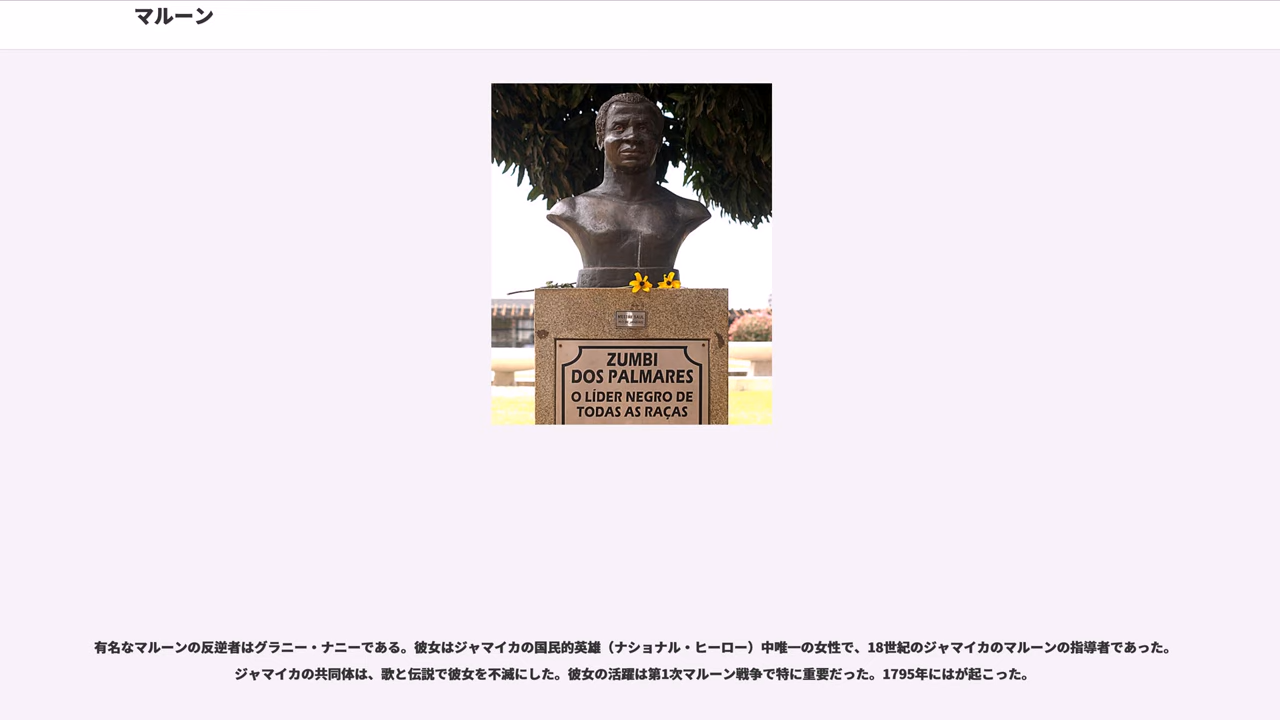 マルーン
ZUMBI
DOS PALMARES
O LÍDER NEGRO DE
TODAS AS RAÇAS
有名なマルーンの反逆者はグラニー・ナニーである。彼女はジャマイカの国民的英雄（ナショナル・ヒーロー）中唯一の女性で、18世紀のジャマイカのマルーンの指導者であった。
ジャマイカの共同体は、歌と伝説で彼女を不滅にした。彼女の活躍は第1次マルーン戦争で特に重要だった。1795年にはが起こった。